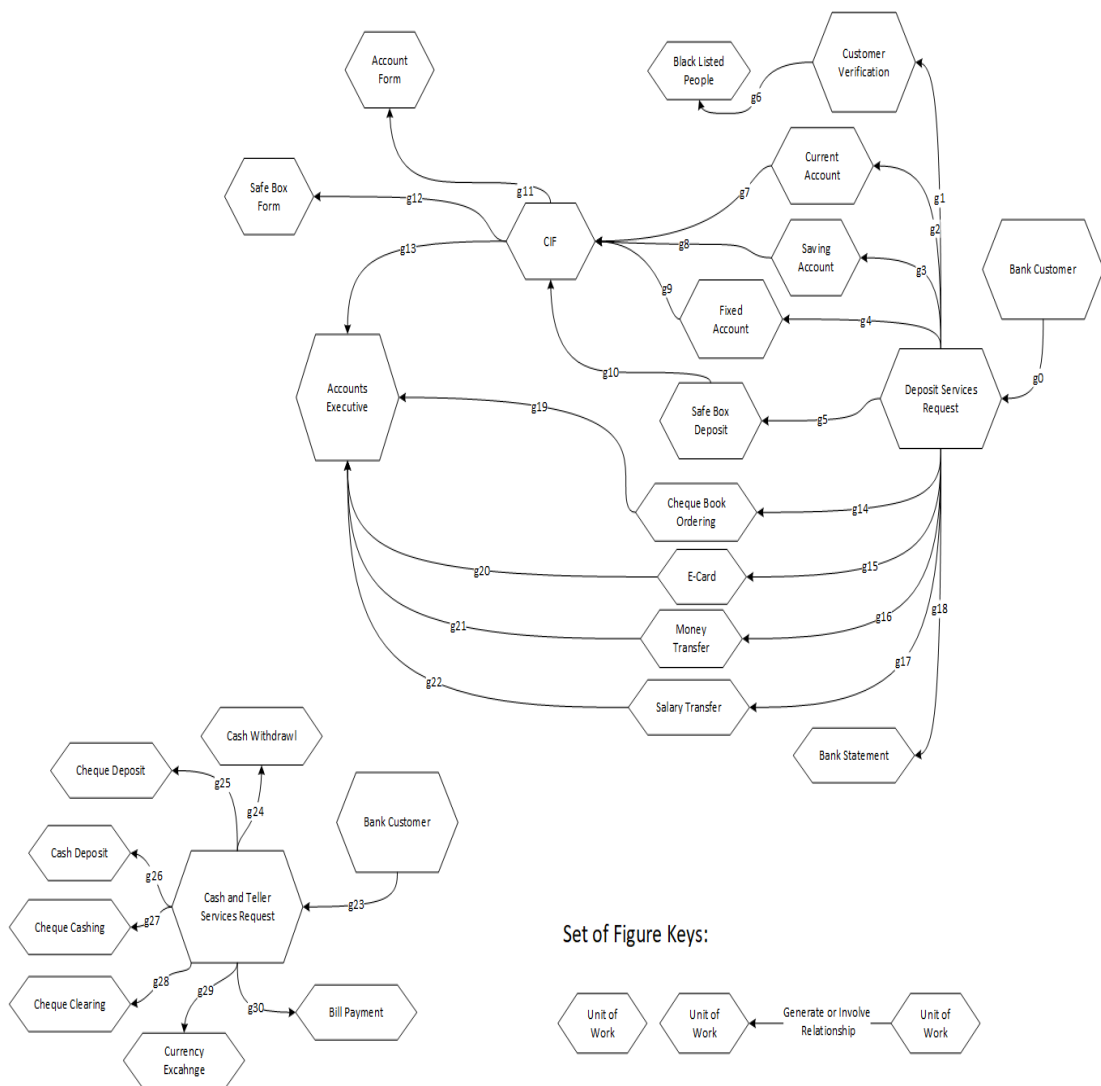 Account
Form
Black Listed
People
Customer
Verification
g6
Current
Account
Safe Box
Form
g11
g12
g7
g1
g2
CIF
g13
g8
Saving
Account
g3
Bank Customer
g9
Fixed
Account
g4
g10
g0
Accounts
Executive
g19
Safe Box
Deposit
g5
Deposit Services
Request
Cheque Book
Ordering
g14
g20
E-Card
g15
g18
g21
Money
Transfer
g16
g17
g22
Salary Transfer
Bank Statement
Cash Withdrawl
Cheque Deposit
g25
g24
Bank Customer
Cash Deposit
g26
Cash and Teller
Services Request
g23
Cheque Cashing
g27
Cheque Clearing
g28
g29
g30
Bill Payment
Currency
Excahnge
Set of Figure Keys:
Unit of
Work
Unit of
Work
Generate or Involve
Relationship
Unit of
Work